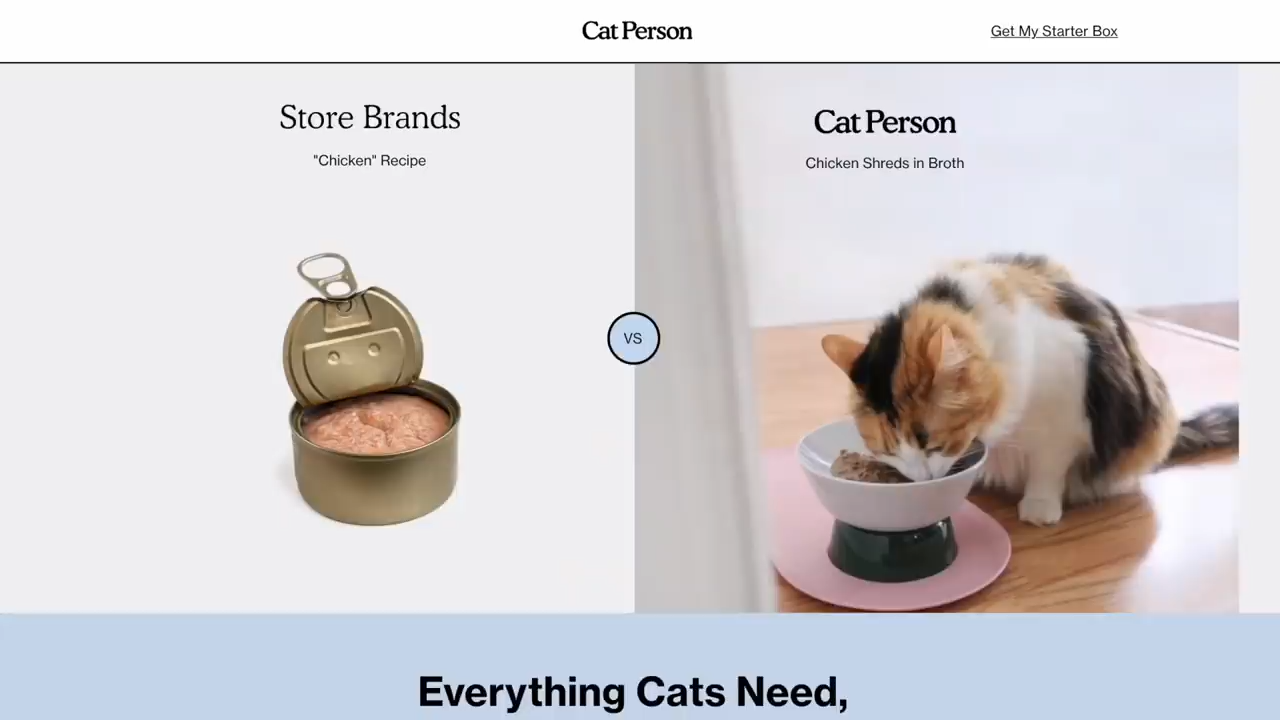 Cat Person
Get My Starter Box
Store Brands
"Chicken" Recipe
VS
Cat Person
Chicken Shreds in Broth
Everything Cats Need,